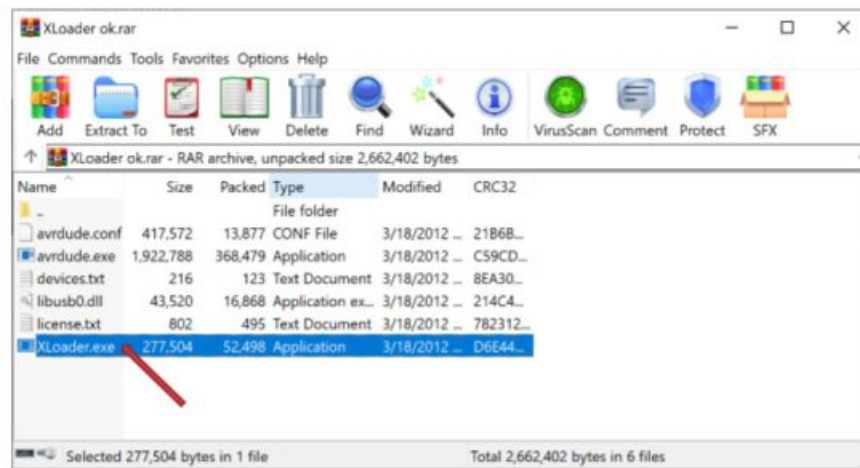 XLoader ok.rar
File Commands Tools Favorites Options Help
Add Extract To Test View Delete Find Wizard Info VirusScan Comment Protect SFX
XLoader ok.rar - RAR archive, unpacked size 2,662,402 bytes
Name Size Packed Type Modified CRC32
..
File folder
avrdude.conf 417,572 13,877 CONF File 3/18/2012 ... 21B6B...
avrdude.exe 1,922,788 368,479 Application 3/18/2012 ... C59CD...
devices.txt 216 123 Text Document 3/18/2012 ... 8EA30...
libusb0.dll 43,520 16,868 Application ex... 3/18/2012 ... 214C4...
license.txt 802 495 Text Document 3/18/2012 ... 782312...
XLoader.exe 277,504 52,498 Application 3/18/2012 ... D6E44...
Selected 277,504 bytes in 1 file Total 2,662,402 bytes in 6 files